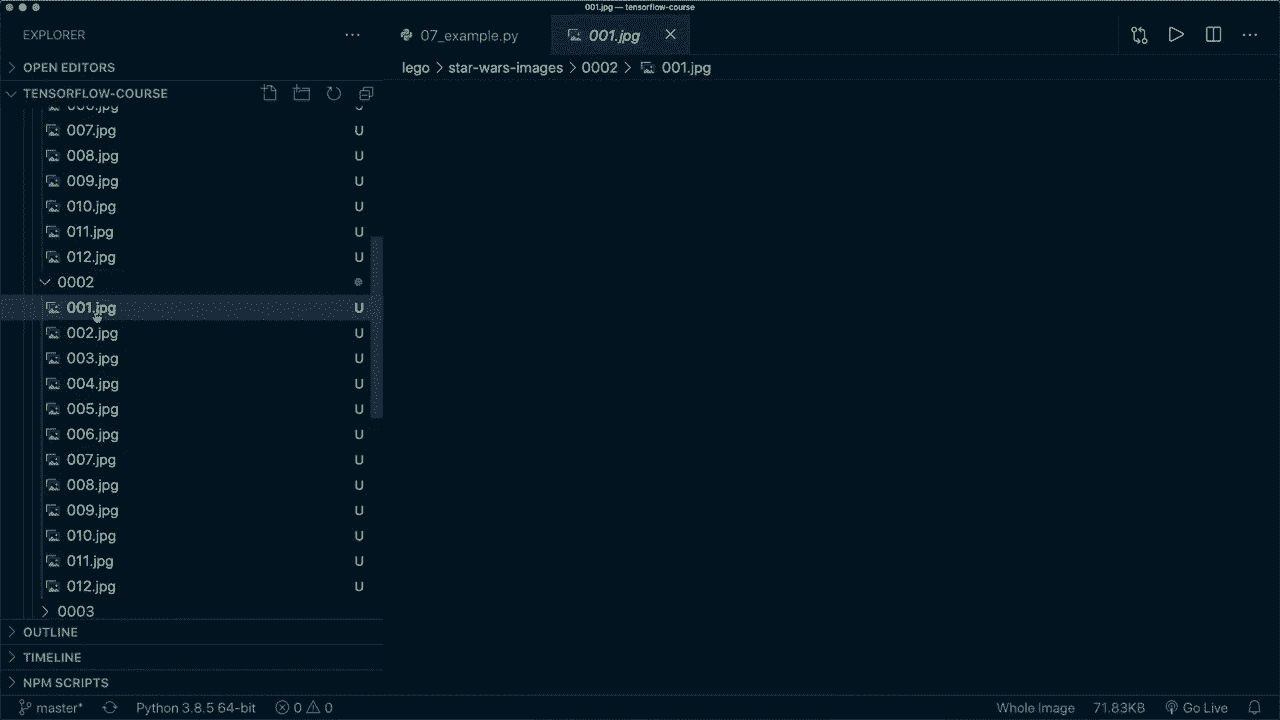 001.jpg — tensorflow-course
EXPLORER
07_example.py
001.jpg
OPEN EDITORS
lego > star-wars-images > 0002 > 001.jpg
TENSORFLOW-COURSE
006.jpg U
007.jpg U
008.jpg U
009.jpg U
010.jpg U
011.jpg U
012.jpg U
0002
001.jpg U
002.jpg U
003.jpg U
004.jpg U
005.jpg U
006.jpg U
007.jpg U
008.jpg U
009.jpg U
010.jpg U
011.jpg U
012.jpg U
0003
OUTLINE
TIMELINE
NPM SCRIPTS
master* Python 3.8.5 64-bit 0 0 Whole Image 71.83KB Go Live